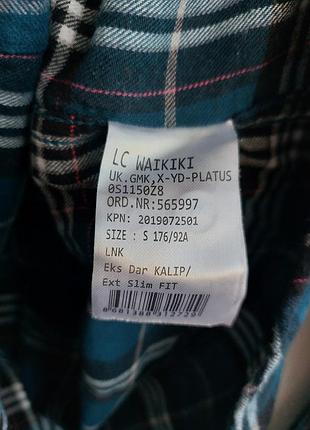 LC WAIKIKI
UK.GMK,X-YD-PLATUS
0S1150Z8
ORD.NR:565997
KPN: 2019072501
SIZE : S 176/92A
LNK
Eks Dar KALIP/
Ext Slim FIT
8681388312720